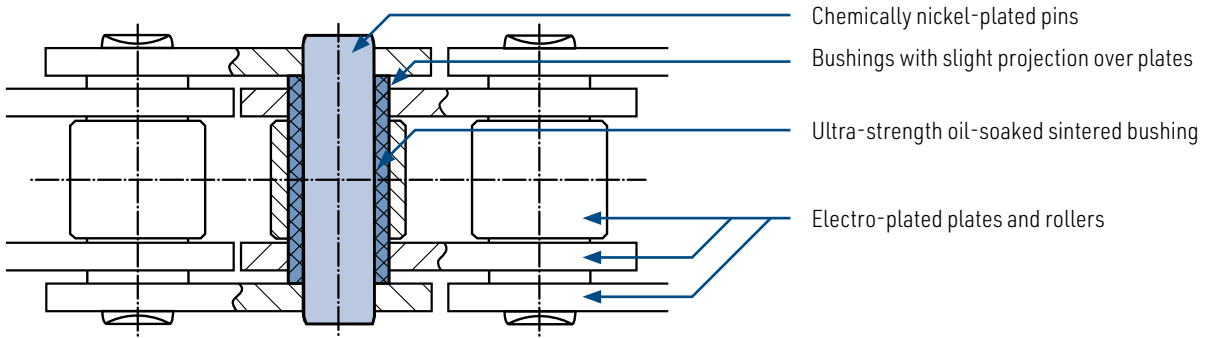 Chemically nickel-plated pins
Bushings with slight projection over plates
Ultra-strength oil-soaked sintered bushing
Electro-plated plates and rollers